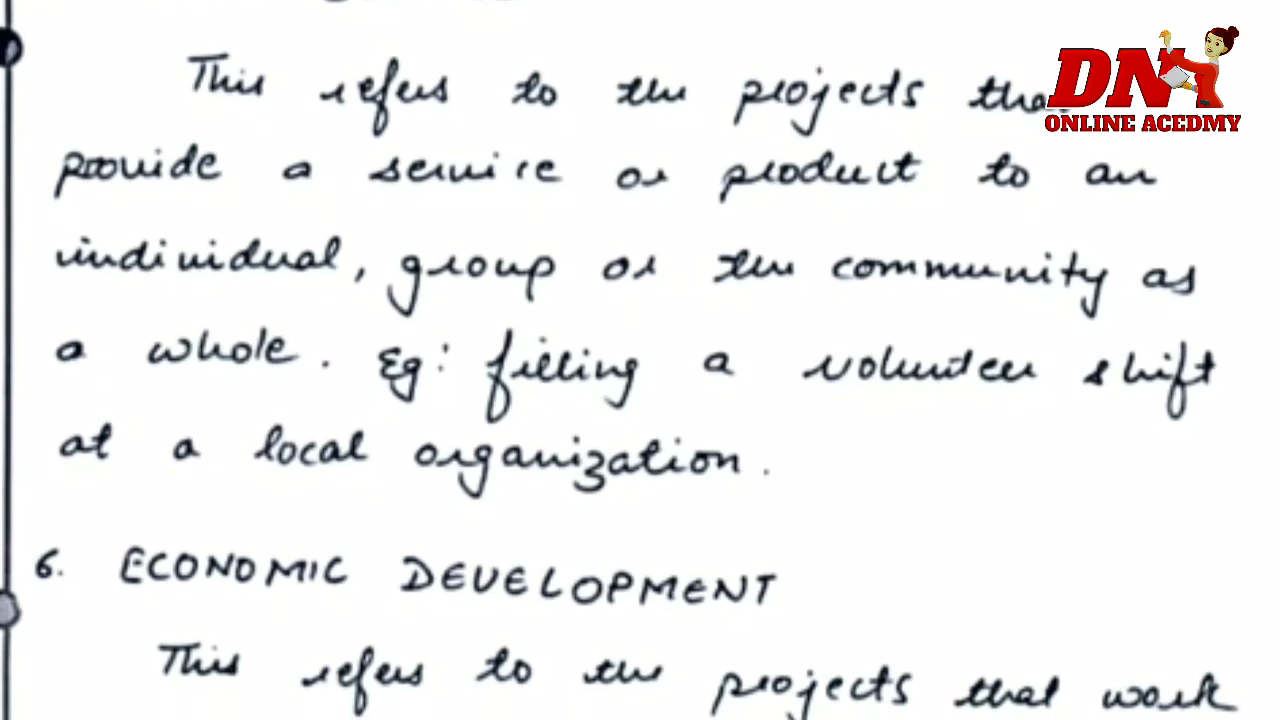 This refers to the projects that
provide a service or product to an
individual, group or the community as
a whole. Eg: filling a volunteer shift
at a local organization.
6. ECONOMIC DEVELOPMENT
This refers to the projects that work
DN
ONLINE ACEDMY